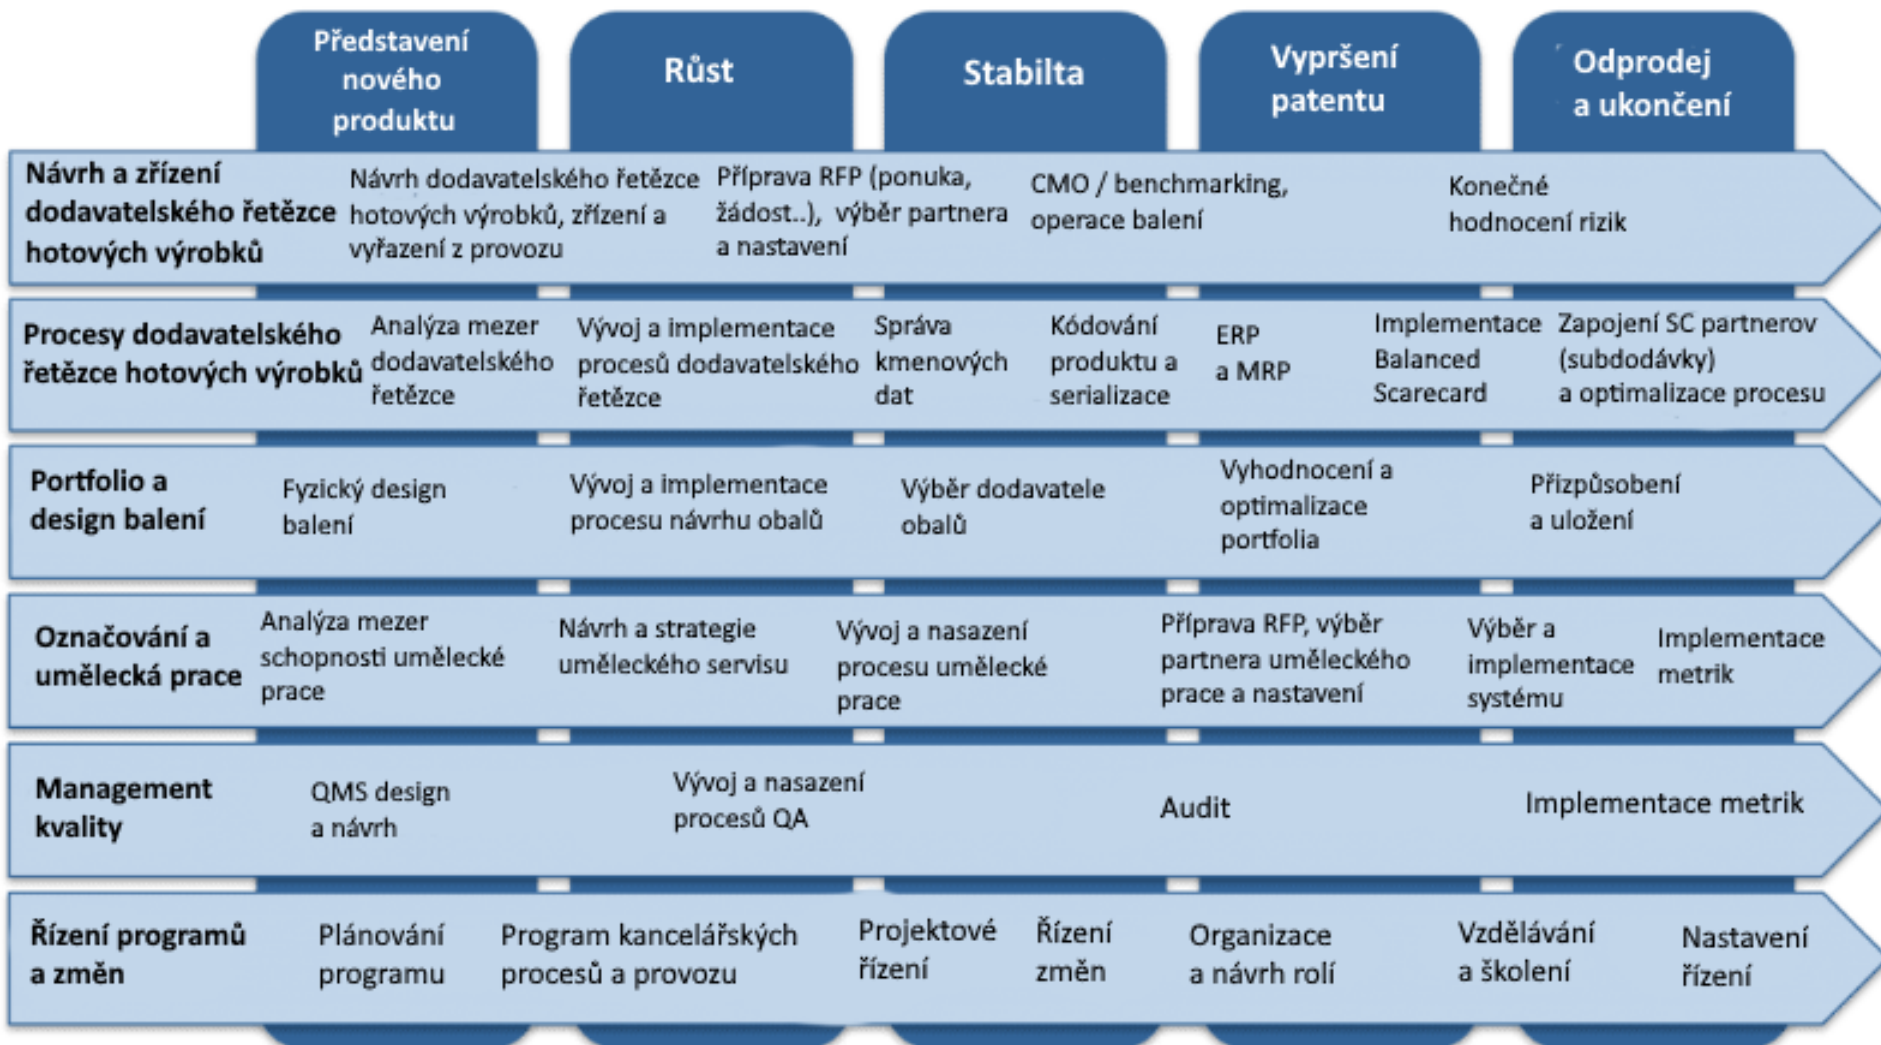 Představení
nového
produktu
Růst
Stabilta
Vypršení
patentu
Odprodej
a ukončení
Návrh a zřízení
dodavatelského řetězce
hotových výrobků
Návrh dodavatelského řetězce
hotových výrobků, zřízení a
vyřazení z provozu
Příprava RFP (ponuka,
žádost..), výběr partnera
a nastavení
CMO / benchmarking,
operace balení
Konečné
hodnocení rizik
Procesy dodavatelského
řetězce hotových výrobků
Analýza mezer
dodavatelského
řetězce
Vývoj a implementace
procesů dodavatelského
řetězce
Správa
kmenových
dat
Kódování
produktu a
serializace
ERP
a MRP
Implementace
Balanced
Scarecard
Zapojení SC partnerov
(subdodávky)
a optimalizace procesu
Portfolio a
design balení
Fyzický design
balení
Vývoj a implementace
procesu návrhu obalů
Výběr dodavatele
obalů
Vyhodnocení a
optimalizace
portfolia
Přizpůsobení
a uložení
Označování a
umělecká prace
Analýza mezer
schopnosti umělecké
prace
Návrh a strategie
uměleckého servisu
Vývoj a nasazení
procesu umělecké
prace
Příprava RFP, výběr
partnera uměleckého
prace a nastavení
Výběr a
implementace
systému
Implementace
metrik
Management
kvality
QMS design
a návrh
Vývoj a nasazení
procesů QA
Audit
Implementace metrik
Řízení programů
a změn
Plánování
programu
Program kancelářských
procesů a provozu
Projektové
řízení
Řízení
změn
Organizace
a návrh rolí
Vzdělávání
a školení
Nastavení
řízení